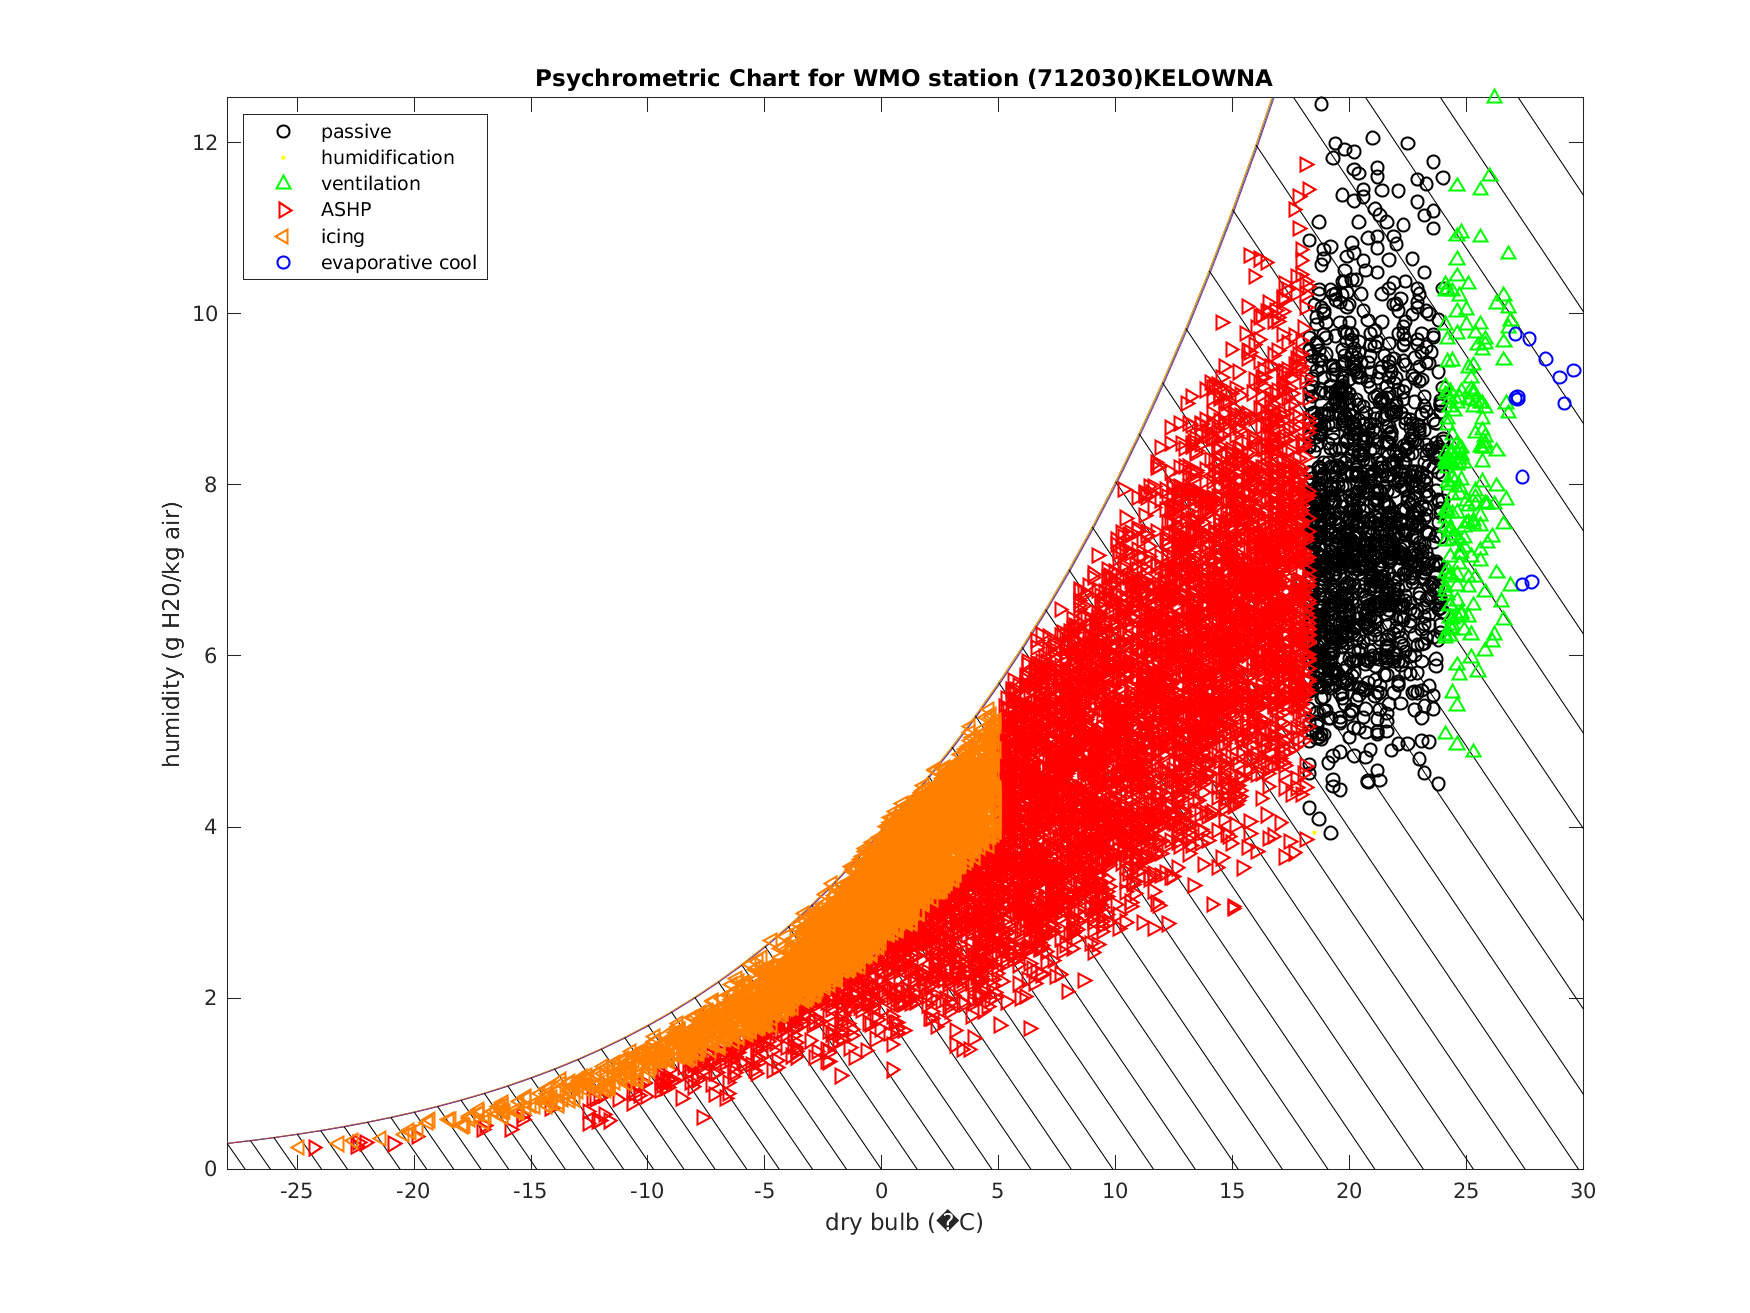 Psychrometric Chart for WMO station (712030)KELOWNA
passive
humidification
ventilation
ASHP
icing
evaporative cool
humidity (g H20/kg air)
12
10
8
6
4
2
0
-25 -20 -15 -10 -5 0 5 10 15 20 25 30
dry bulb (�C)